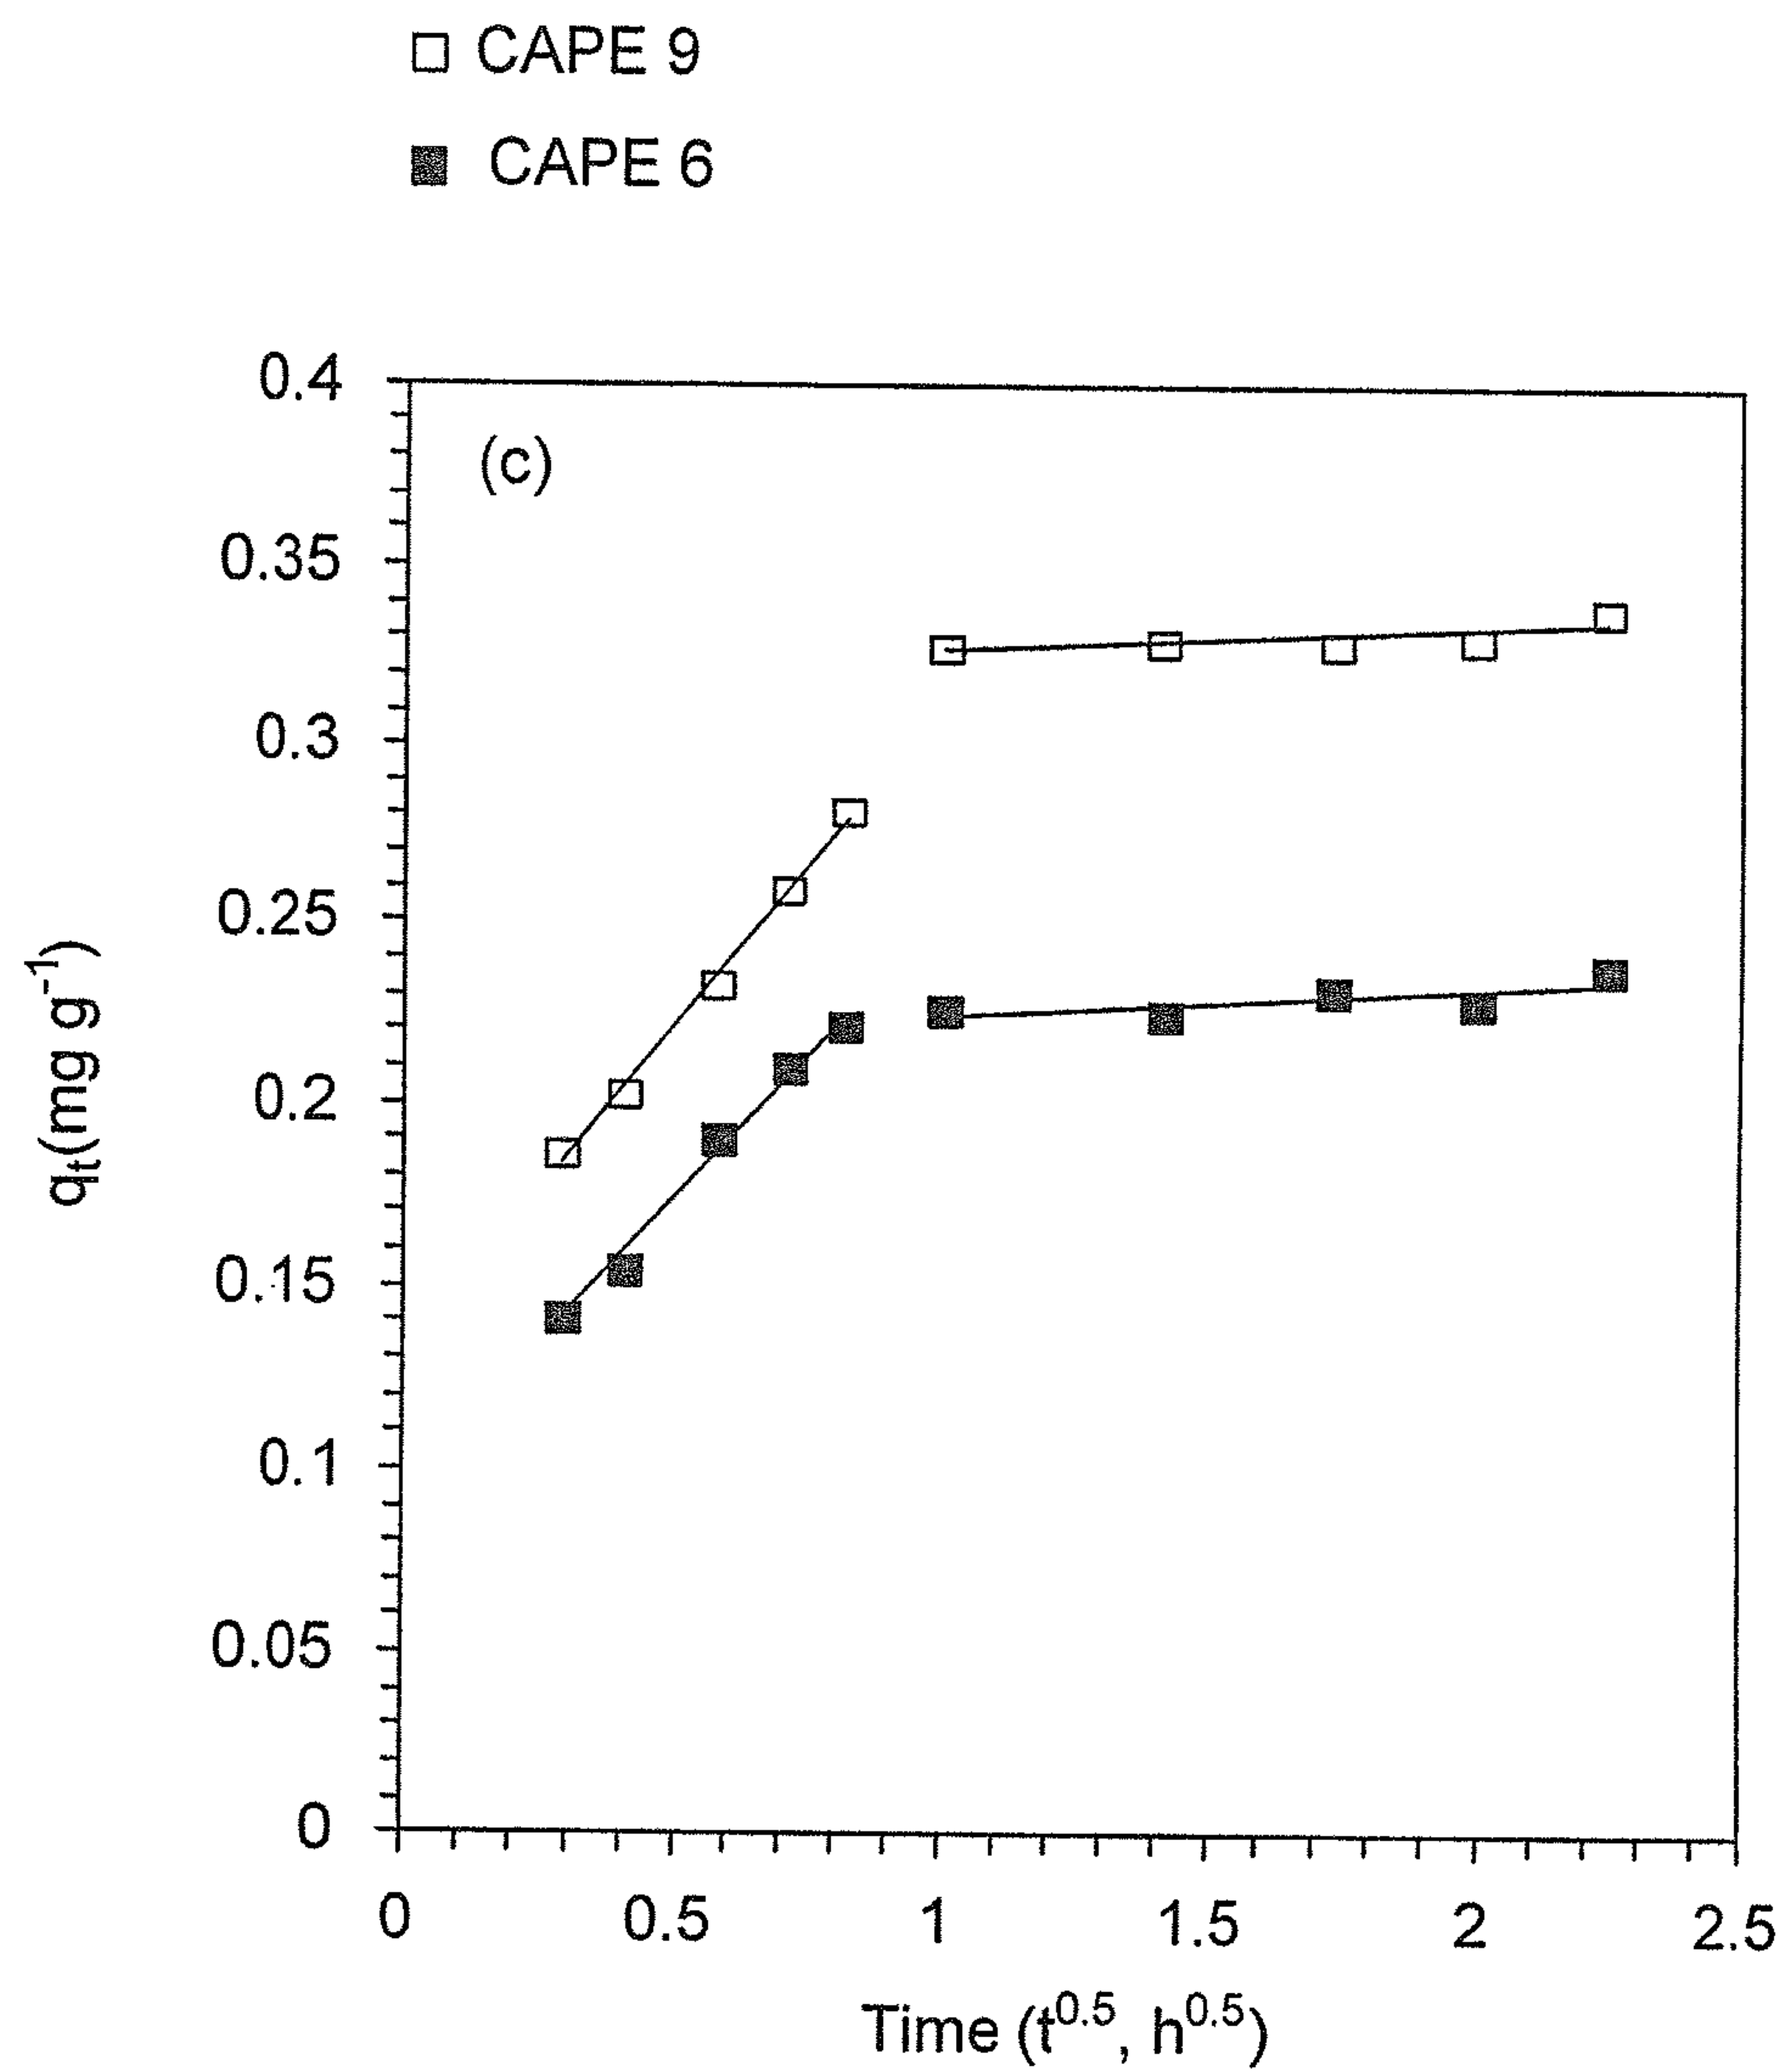 □ CAPE 9
■ CAPE 6
0.4
(c)
0.35
0.3
0.25
0.2
0.15
0.1
0.05
0
qt(mg g-1)
0 0.5 1 1.5 2 2.5
Time (t0.5, h0.5)